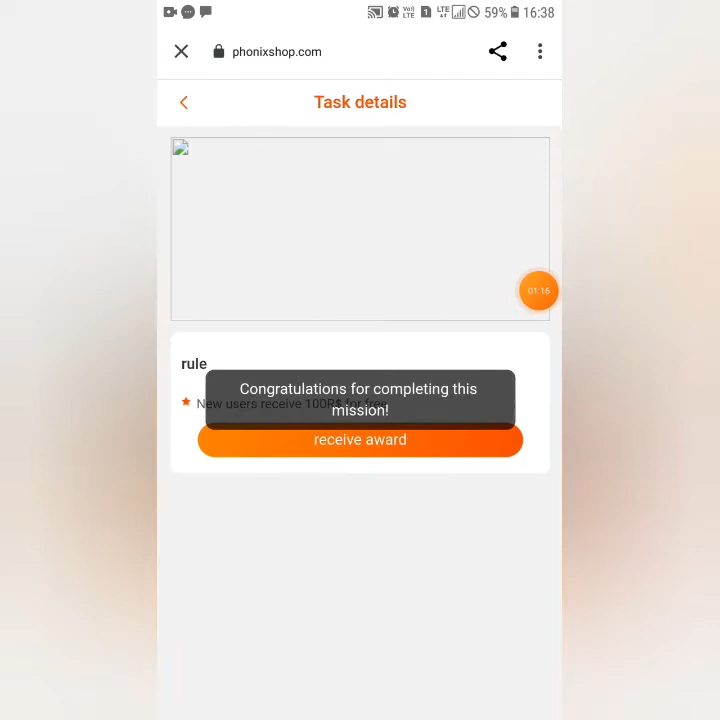 59% 16:38
phonixshop.com
Task details
01:16
rule
Congratulations for completing this
mission!
New users receive 100R$ for free
receive award